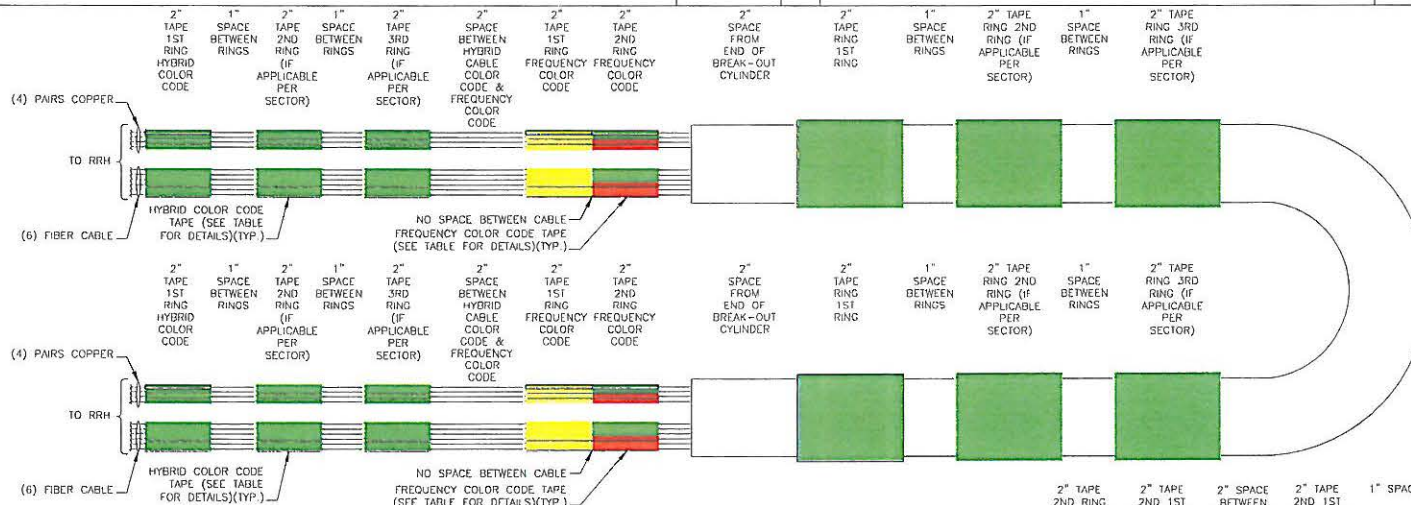 2"
TAPE
1ST
RING
HYBRID
COLOR
CODE
1"
SPACE
BETWEEN
RINGS
2"
TAPE
2ND
RING
(IF
APPLICABLE
PER
SECTOR)
1"
SPACE
BETWEEN
RINGS
2"
TAPE
3RD
RING
(IF
APPLICABLE
PER
SECTOR)
2"
SPACE
BETWEEN
HYBRID
CABLE
COLOR
CODE &
FREQUENCY
COLOR
CODE
2"
TAPE
1ST
RING
FREQUENCY
COLOR
CODE
2"
TAPE
2ND
RING
FREQUENCY
COLOR
CODE
2"
SPACE
FROM
END OF
BREAK-OUT
CYLINDER
2"
TAPE
RING
1ST
RING
1"
SPACE
BETWEEN
RINGS
2" TAPE
RING 2ND
RING (IF
APPLICABLE
PER
SECTOR)
1"
SPACE
BETWEEN
RINGS
2" TAPE
RING 3RD
RING (IF
APPLICABLE
PER
SECTOR)
(4) PAIRS COPPER
TO RRH
(6) FIBER CABLE
HYBRID COLOR CODE
TAPE (SEE TABLE
FOR DETAILS)(TYP.)
NO SPACE BETWEEN CABLE
FREQUENCY COLOR CODE TAPE
(SEE TABLE FOR DETAILS)(TYP.)
2"
TAPE
1ST
RING
HYBRID
COLOR
CODE
1"
SPACE
BETWEEN
RINGS
2"
TAPE
2ND
RING
(IF
APPLICABLE
PER
SECTOR)
1"
SPACE
BETWEEN
RINGS
2"
TAPE
3RD
RING
(IF
APPLICABLE
PER
SECTOR)
2"
SPACE
BETWEEN
HYBRID
CABLE
COLOR
CODE &
FREQUENCY
COLOR
CODE
2"
TAPE
1ST
RING
FREQUENCY
COLOR
CODE
2"
TAPE
2ND
RING
FREQUENCY
COLOR
CODE
2"
SPACE
FROM
END OF
BREAK-OUT
CYLINDER
2"
TAPE
RING
1ST
RING
1"
SPACE
BETWEEN
RINGS
2" TAPE
RING 2ND
RING (IF
APPLICABLE
PER
SECTOR)
1"
SPACE
BETWEEN
RINGS
2" TAPE
RING 3RD
RING (IF
APPLICABLE
PER
SECTOR)
(4) PAIRS COPPER
TO RRH
(6) FIBER CABLE
HYBRID COLOR CODE
TAPE (SEE TABLE
FOR DETAILS)(TYP.)
NO SPACE BETWEEN CABLE
FREQUENCY COLOR CODE TAPE
(SEE TABLE FOR DETAILS)(TYP.)
2" TAPE
2ND RING
2" TAPE
2ND 1ST
2" SPACE
BETWEEN
2" TAPE
2ND 1ST
1" SPAC